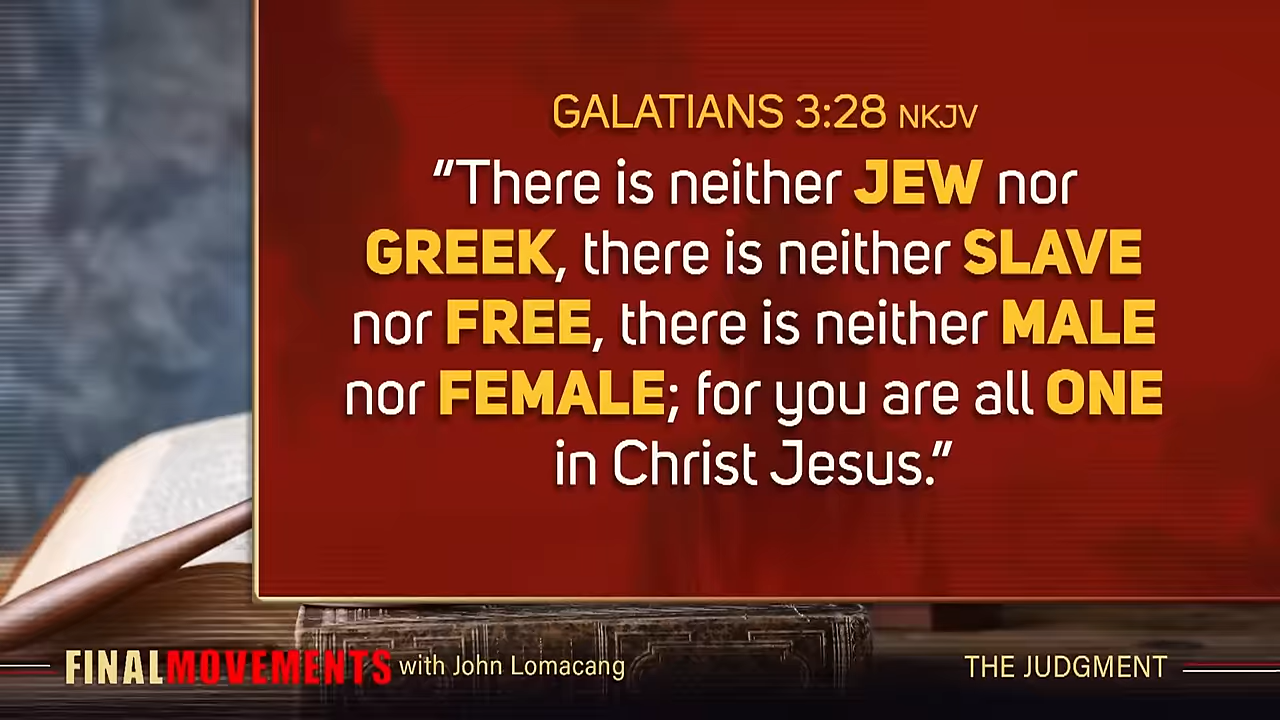 GALATIANS 3:28 NKJV
“There is neither JEW nor
GREEK, there is neither SLAVE
nor FREE, there is neither MALE
nor FEMALE; for you are all ONE
in Christ Jesus.”
FINALMOVEMENTS with John Lomacang
THE JUDGMENT